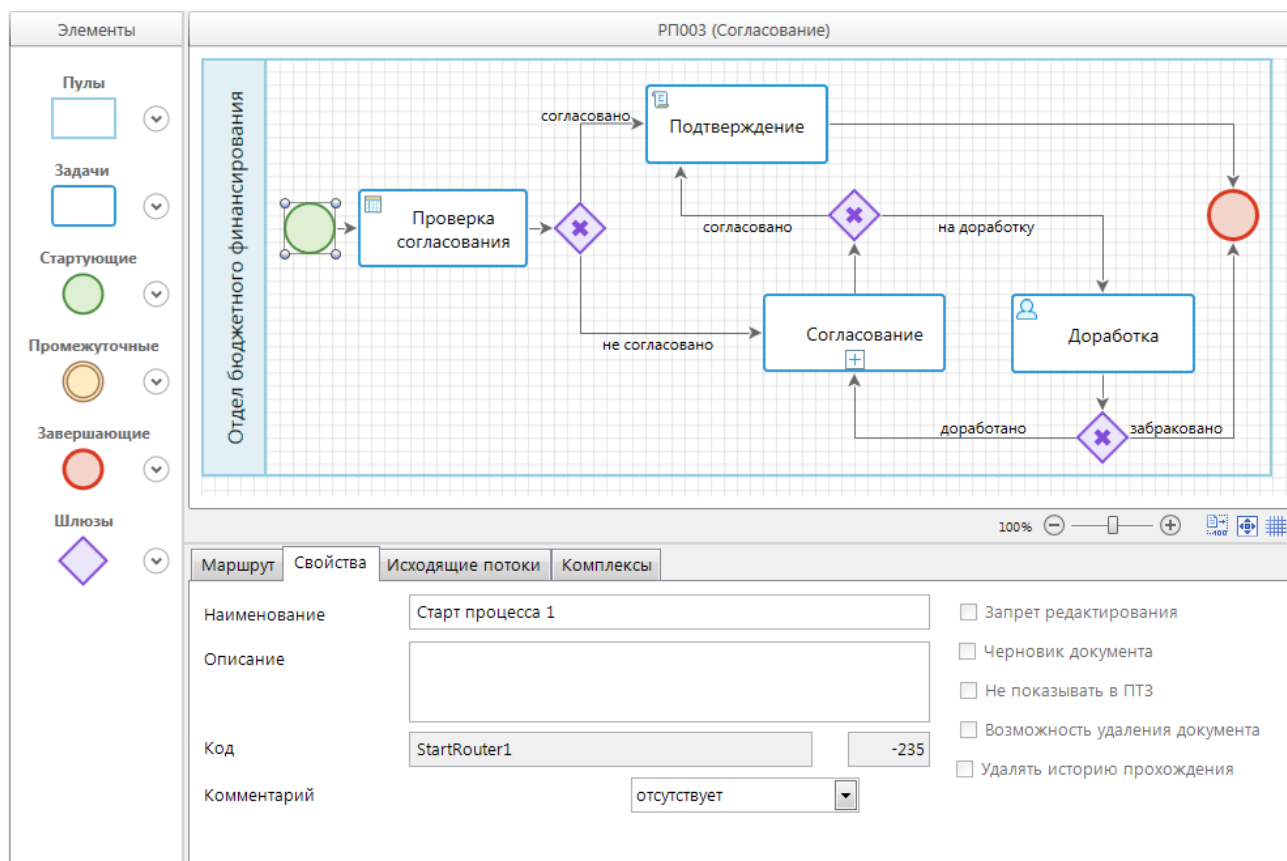 Элементы
Пулы
Задачи
Стартующие
Промежуточные
Завершающие
Шлюзы
РП003 (Согласование)
Отдел бюджетного финансирования
согласовано
Подтверждение
Проверка
согласования
согласовано
на доработку
не согласовано
Согласование
Доработка
доработано
забраковано
100%
:-100
Маршрут
Свойства
Исходящие потоки
Комплексы
Наименование
Старт процесса 1
Описание
Код
StartRouter1
-235
Комментарий
отсутствует
Запрет редактирования
Черновик документа
Не показывать в ПТЗ
Возможность удаления документа
Удалять историю прохождения